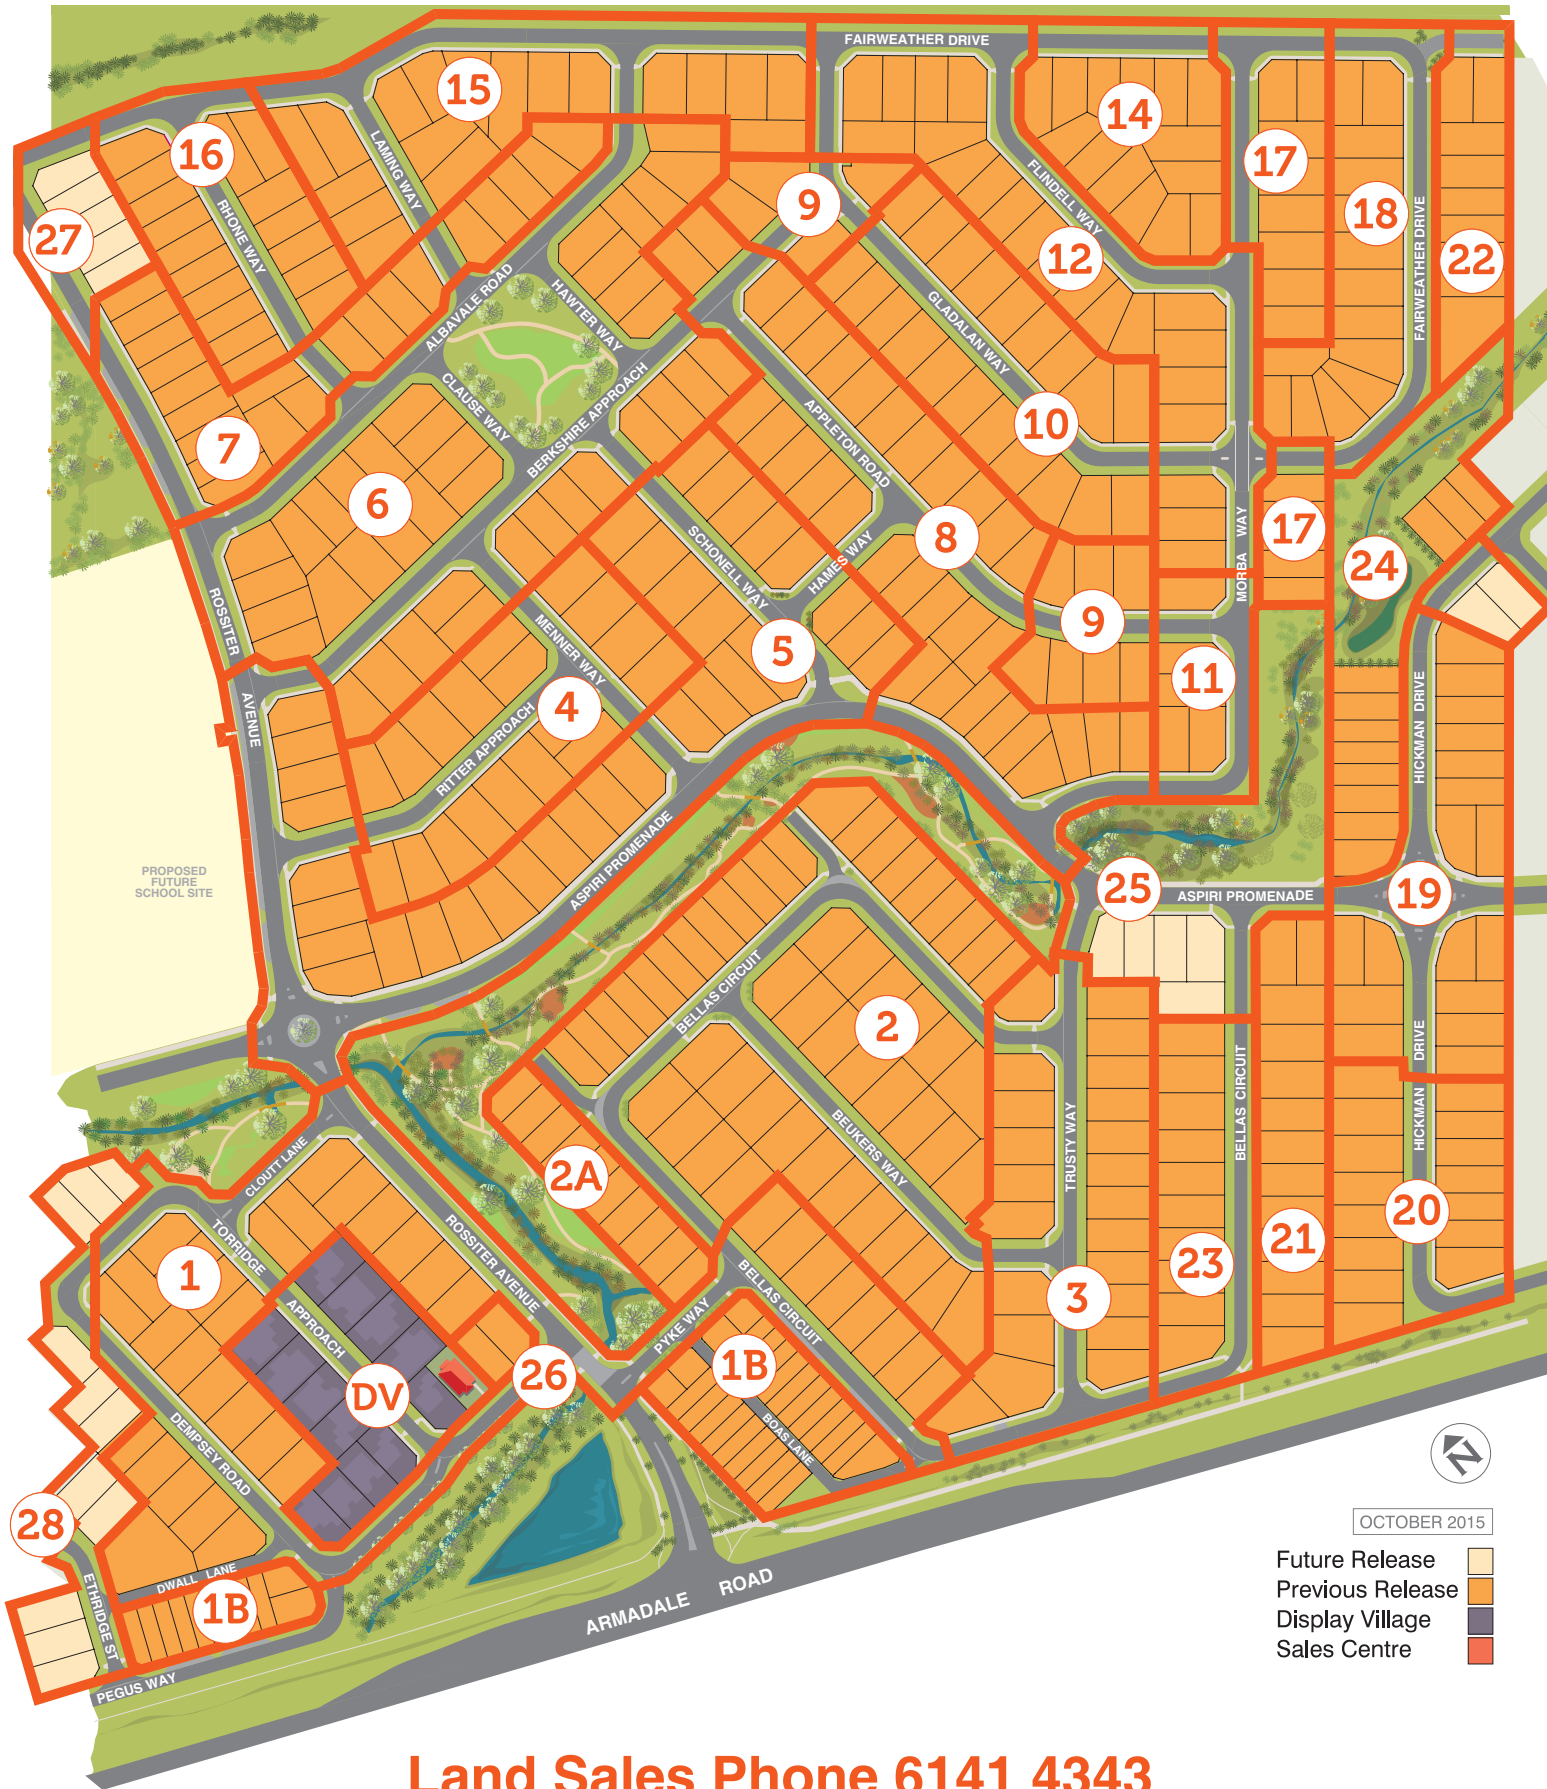 FAIRWEATHER DRIVE
15
14
16
LAMING WAY
17
FLINDELL WAY
9
18
RHONE WAY
27
12
FAIRWEATHER DRIVE
22
ALBAVALE ROAD
HAWTER WAY
GLADALAN WAY
CLAUSE WAY
BERKSHIRE APPROACH
10
APPLETON ROAD
7
6
SCHONELL WAY
8
HAMES WAY
MORBA WAY
17
24
ROSSITER
AVENUE
MENNER WAY
5
9
11
4
RITTER APPROACH
HICKMAN DRIVE
ASPIRI PROMENADE
PROPOSED
FUTURE
SCHOOL SITE
25
ASPIRI PROMENADE
19
BELLAS CIRCUIT
2
HICKMAN DRIVE
BEUKERS WAY
TRUSTY WAY
BELLAS CIRCUIT
CLOUTT LANE
2A
20
TORRIDGE
APPROACH
ROSSITER AVENUE
1
21
23
3
BELLAS CIRCUIT
PYKE WAY
26
1B
DV
DEMPSEY ROAD
BOAS LANE
28
OCTOBER 2015
Future Release
Previous Release
Display Village
Sales Centre
DWALL LANE
ETHRIDGE ST
1B
ARMADALE ROAD
PEGUS WAY
N
Land Sales Phone 6141 4343